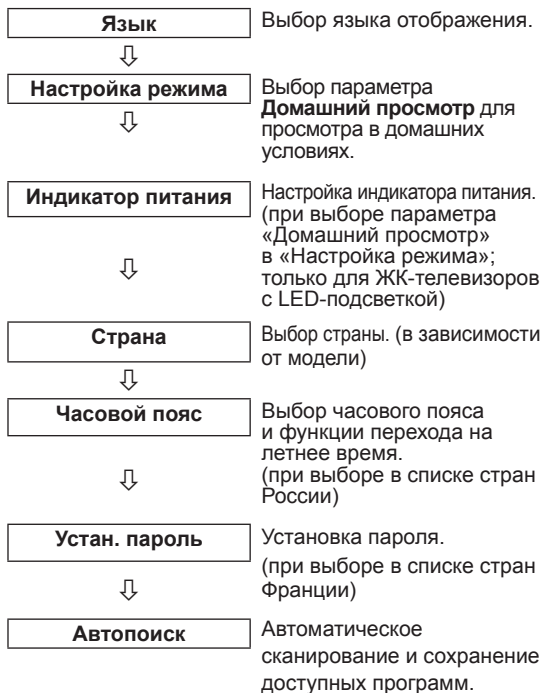 Язык
Выбор языка отображения.
Настройка режима
Выбор параметра
Домашний просмотр для
просмотра в домашних
условиях.
Индикатор питания
Настройка индикатора питания.
(при выборе параметра
«Домашний просмотр»
в «Настройка режима»;
только для ЖК-телевизоров
с LED-подсветкой)
Страна
Выбор страны. (в зависимости
от модели)
Часовой пояс
Выбор часового пояса
и функции перехода на
летнее время.
(при выборе в списке стран
России)
Устан. пароль
Установка пароля.
(при выборе в списке стран
Франции)
Автопоиск
Автоматическое
сканирование и сохранение
доступных программ.